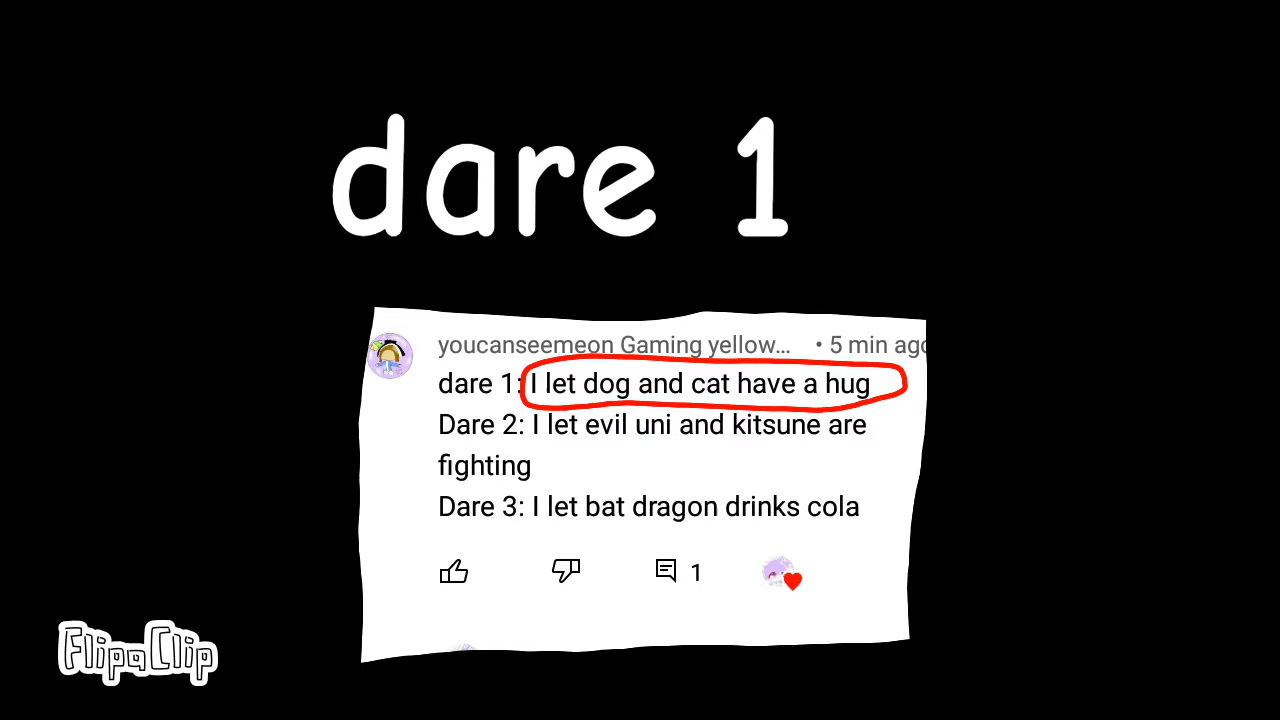 dare 1
youcanseemeon Gaming yellow... • 5 min ago
dare 1: I let dog and cat have a hug
Dare 2: I let evil uni and kitsune are
fighting
Dare 3: I let bat dragon drinks cola
1
FlipaClip